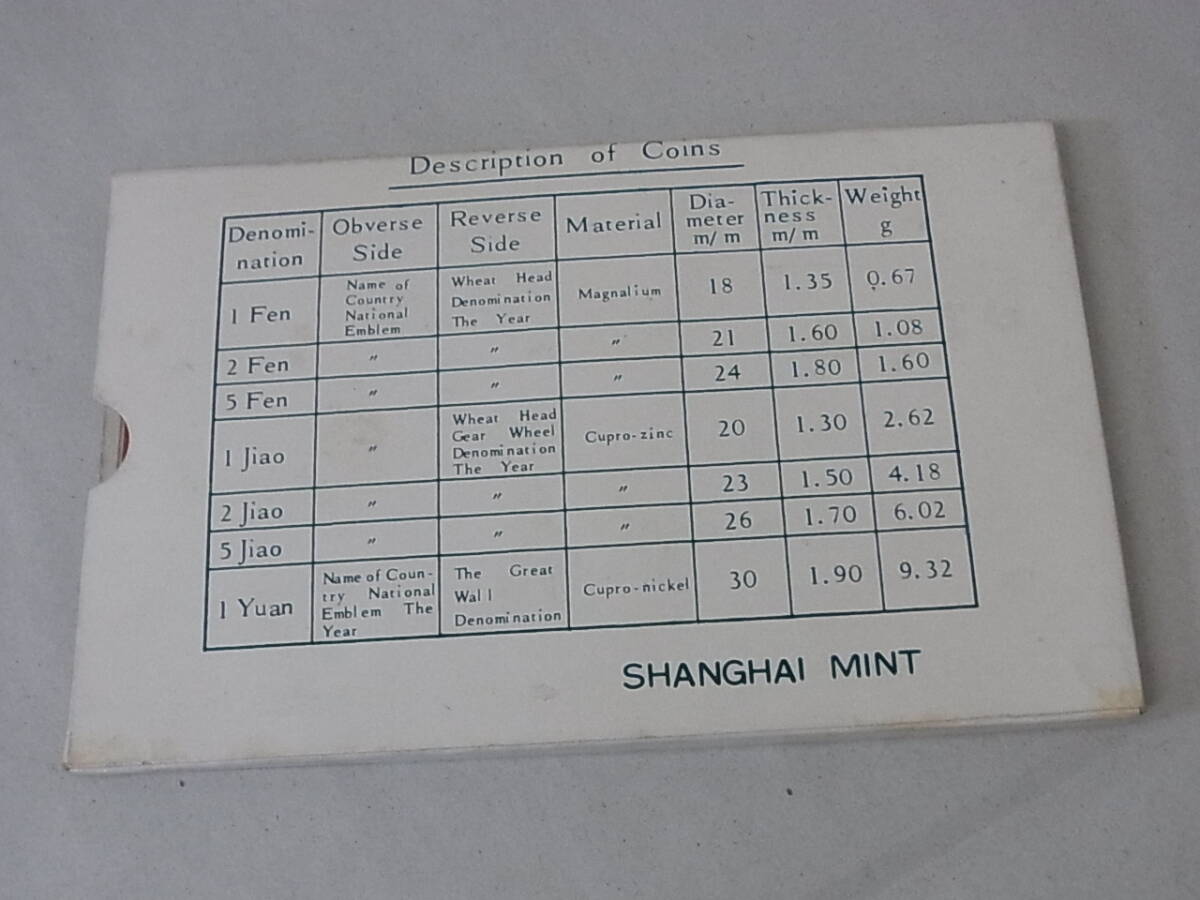 Description of Coins
Denomi-
nation
Obverse
Side
Reverse
Side
Material
Dia-
meter
m/m
Thick-
ness
m/m
Weight
g
1 Fen
Name of
Country
National
Emblem
Wheat Head
Denomination
The Year
Magnalium
18
1.35
0.67
2 Fen
〃
〃
〃
21
1.60
1.08
5 Fen
〃
〃
〃
24
1.80
1.60
1 Jiao
〃
Wheat Head
Gear Wheel
Denomination
The Year
Cupro-zinc
20
1.30
2.62
2 Jiao
〃
〃
〃
23
1.50
4.18
5 Jiao
〃
〃
〃
26
1.70
6.02
1 Yuan
Name of Coun-
try National
Emblem The
Year
The Great
Wall
Denomination
Cupro-nickel
30
1.90
9.32
SHANGHAI MINT